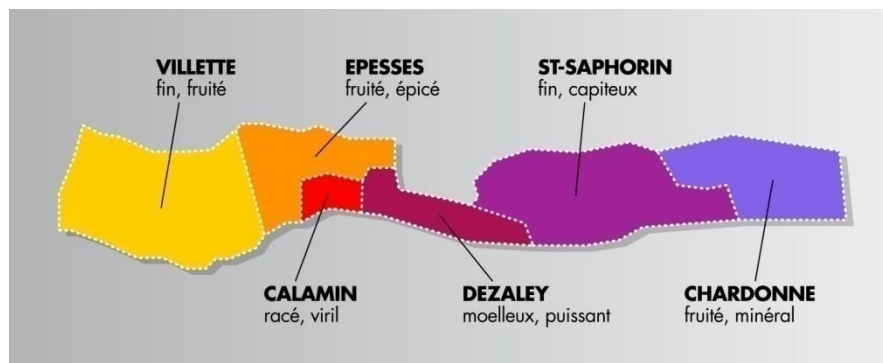 VILLETTE
fin, fruité
EPESSES
fruité, épicé
ST-SAPHORIN
fin, capiteux
CALAMIN
racé, viril
DEZALEY
moelleux, puissant
CHARDONNE
fruité, minéral